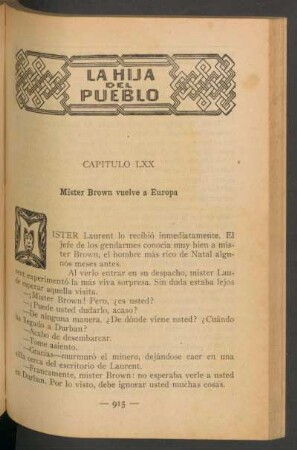 LA HIJA
DEL
PUEBLO
CAPITULO LXX
Míster Brown vuelve a Europa
MISTER Laurent lo recibió inmediatamente. El
jefe de los gendarmes conocía muy bien a mís-
ter Brown, el hombre más rico de Natal algu-
nos meses antes.
Al verlo entrar en su despacho, míster Lau-
rent experimentó la más viva sorpresa. Sin duda estaba lejos
de esperar aquella visita.
—¡Míster Brown! Pero, ¿es usted?
—¿Puede usted dudarlo, acaso?
—De ninguna manera. ¿De dónde viene usted? ¿Cuándo
ha llegado a Durban?
—Acabo de desembarcar.
—Tome asiento.
—Gracias—murmuró el minero, dejándose caer en una
silla cerca del escritorio de Laurent.
—Francamente, míster Brown: no esperaba verle a usted
en Durban. Por lo visto, debe ignorar usted muchas cosas.
— 915 —